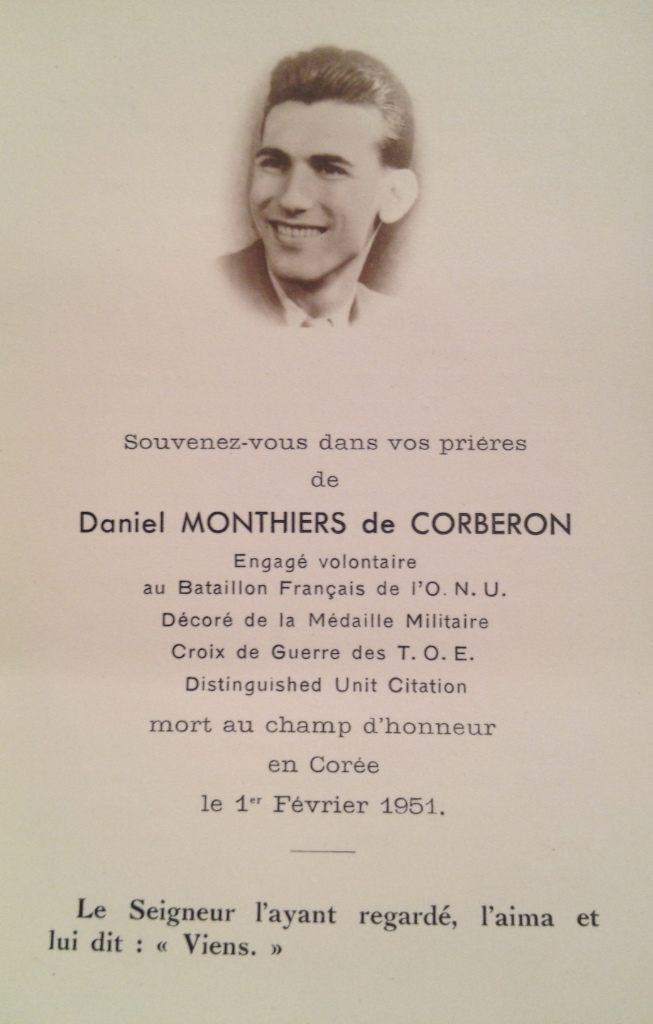 Souvenez-vous dans vos prières
de
Daniel MONTHIERS de CORBERON
Engagé volontaire
au Bataillon Français de l'O. N. U.
Décoré de la Médaille Militaire
Croix de Guerre des T. O. E.
Distinguished Unit Citation
mort au champ d'honneur
en Corée
le 1er Février 1951.
Le Seigneur l'ayant regardé, l'aima et
lui dit : « Viens. »